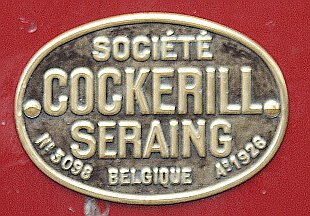 SOCIÉTÉ
COCKERILL
SERAING
No 3098 BELGIQUE Ao 1926